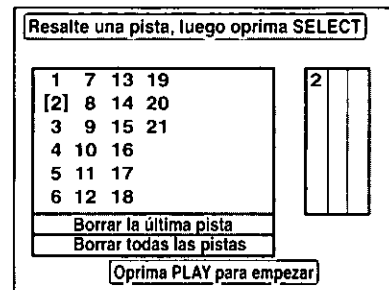 Resalte una pista, luego oprima SELECT
1 7 13 19 2
[2] 8 14 20
3 9 15 21
4 10 16
5 11 17
6 12 18
Borrar la última pista
Borrar todas las pistas
Oprima PLAY para empezar